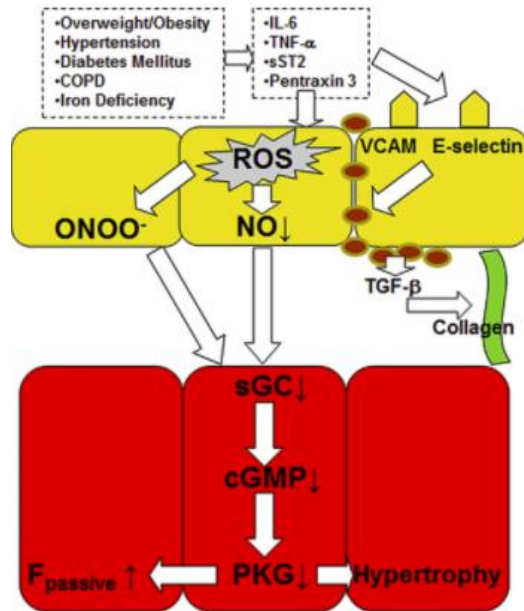 •Overweight/Obesity
•Hypertension
•Diabetes Mellitus
•COPD
•Iron Deficiency
•IL-6
•TNF-α
•sST2
•Pentraxin 3
ROS
VCAM E-selectin
ONOO⁻
NO↓
TGF-β
Collagen
sGC↓
cGMP↓
Fpassive ↑
PKG↓
Hypertrophy